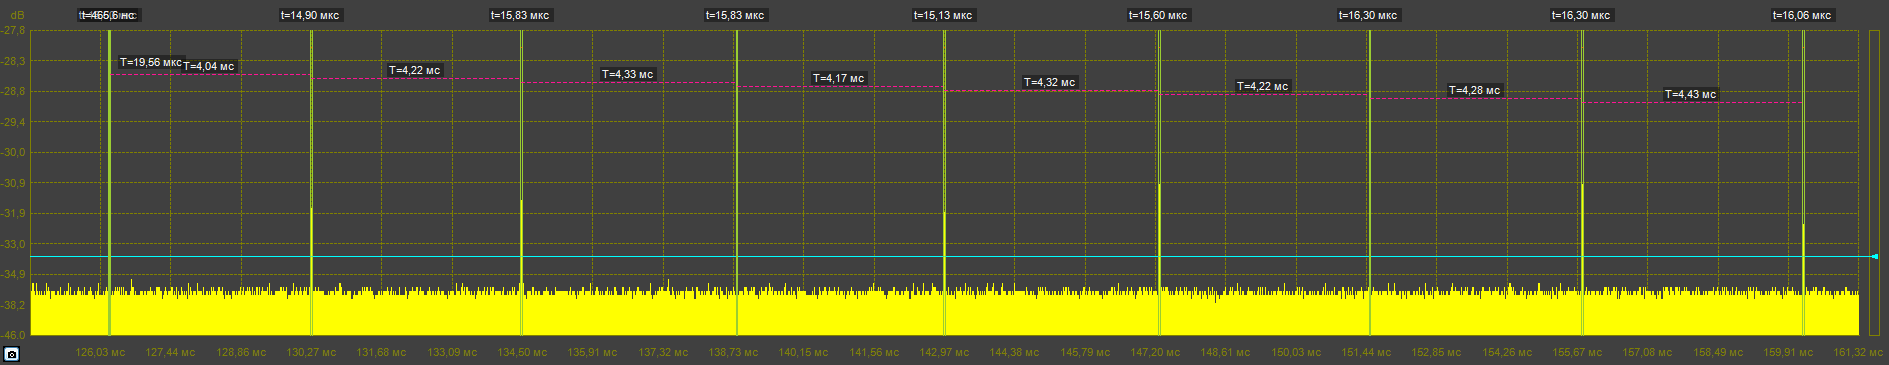 dB
t=14,90 мкс
t=15,83 мкс
t=15,83 мкс
t=15,13 мкс
t=15,60 мкс
t=16,30 мкс
t=16,30 мкс
t=16,06 мкс
-27,8
-28,3
-28,8
-29,4
-30,0
-30,9
-31,9
-33,0
-34,9
-38,2
-46,0
T=19,56 мкс
T=4,04 мс
T=4,22 мс
T=4,33 мс
T=4,17 мс
T=4,32 мс
T=4,22 мс
T=4,28 мс
T=4,43 мс
126,03 мс
127,44 мс
128,86 мс
130,27 мс
131,68 мс
133,09 мс
134,50 мс
135,91 мс
137,32 мс
138,73 мс
140,15 мс
141,56 мс
142,97 мс
144,38 мс
145,79 мс
147,20 мс
148,61 мс
150,03 мс
151,44 мс
152,85 мс
154,26 мс
155,67 мс
157,08 мс
158,49 мс
159,91 мс
161,32 мс